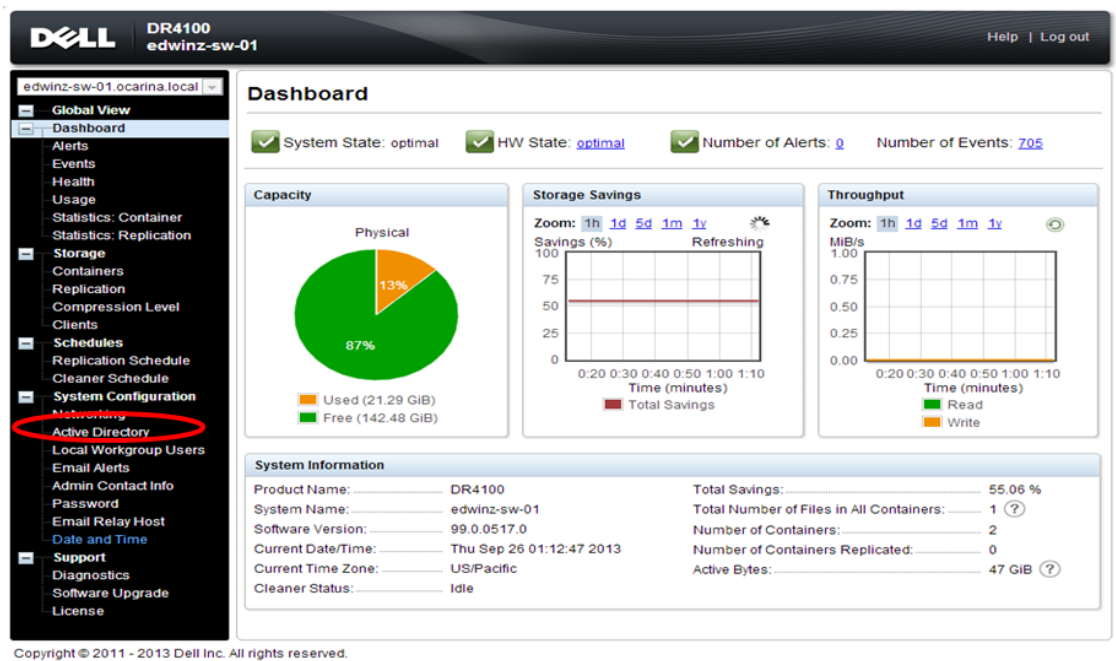 DELL
DR4100
edwinz-sw-01
Help | Log out
edwinz-sw-01.ocarina.local
Global View
Dashboard
Alerts
Events
Health
Usage
Statistics: Container
Statistics: Replication
Storage
Containers
Replication
Compression Level
Clients
Schedules
Replication Schedule
Cleaner Schedule
System Configuration
Networking
Active Directory
Local Workgroup Users
Email Alerts
Admin Contact Info
Password
Email Relay Host
Date and Time
Support
Diagnostics
Software Upgrade
License
Dashboard
System State: optimal HW State: optimal Number of Alerts: 0 Number of Events: 705
Capacity
Physical
13%
87%
Used (21.29 GiB)
Free (142.48 GiB)
Storage Savings
Zoom: 1h 1d 5d 1m 1y
Savings (%) Refreshing
100
75
50
25
0
0:20 0:30 0:40 0:50 1:00 1:10
Time (minutes)
Total Savings
Throughput
Zoom: 1h 1d 5d 1m 1y
MiB/s
1.00
0.75
0.50
0.25
0.00
0:20 0:30 0:40 0:50 1:00 1:10
Time (minutes)
Read
Write
System Information
Product Name: DR4100
System Name: edwinz-sw-01
Software Version: 99.0.0517.0
Current Date/Time: Thu Sep 26 01:12:47 2013
Current Time Zone: US/Pacific
Cleaner Status: Idle
Total Savings: 55.06 %
Total Number of Files in All Containers: 1 ?
Number of Containers: 2
Number of Containers Replicated: 0
Active Bytes: 47 GiB ?
Copyright © 2011 - 2013 Dell Inc. All rights reserved.